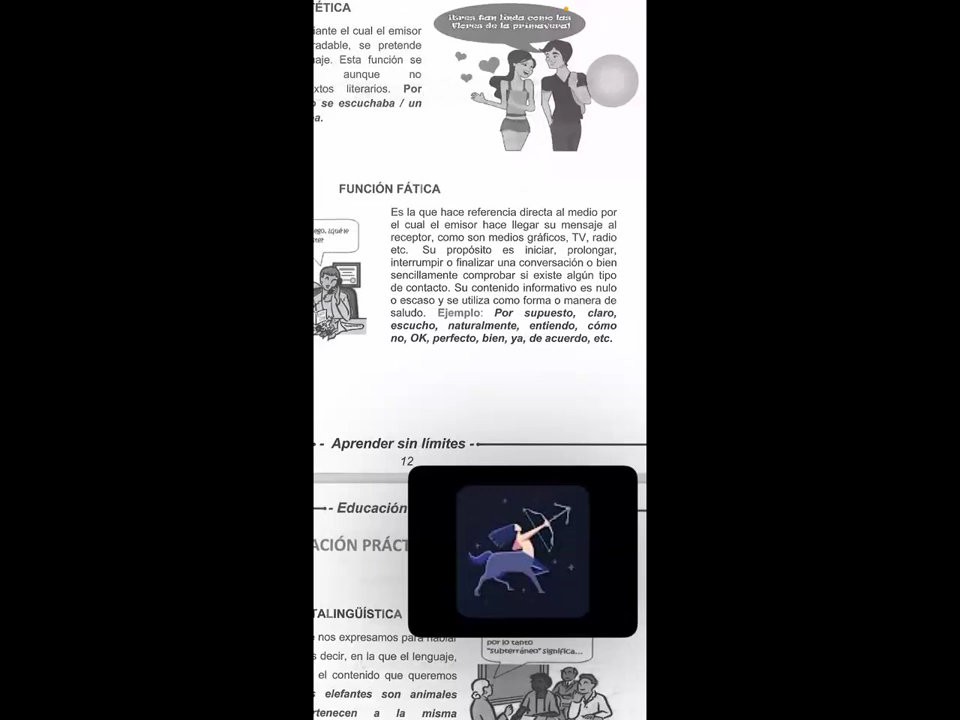 ÉTICA
iante el cual el emisor
radable, se pretende
aje. Esta función se
aunque no
xtos literarios. Por
o se escuchaba / un
a.
¡Eres tan linda como las
flores de la primavera!
FUNCIÓN FÁTICA
Es la que hace referencia directa al medio por
el cual el emisor hace llegar su mensaje al
receptor, como son medios gráficos, TV, radio
etc. Su propósito es iniciar, prolongar,
interrumpir o finalizar una conversación o bien
sencillamente comprobar si existe algún tipo
de contacto. Su contenido informativo es nulo
o escaso y se utiliza como forma o manera de
saludo. Ejemplo: Por supuesto, claro,
escucho, naturalmente, entiendo, cómo
no, OK, perfecto, bien, ya, de acuerdo, etc.
- Aprender sin límites -
12
- Educación
ACIÓN PRÁCT
TALINGÜÍSTICA
nos expresamos para hablar
s decir, en la que el lenguaje,
el contenido que queremos
s elefantes son animales
rtenecen a la misma
por lo tanto
"subterráneo" significa...